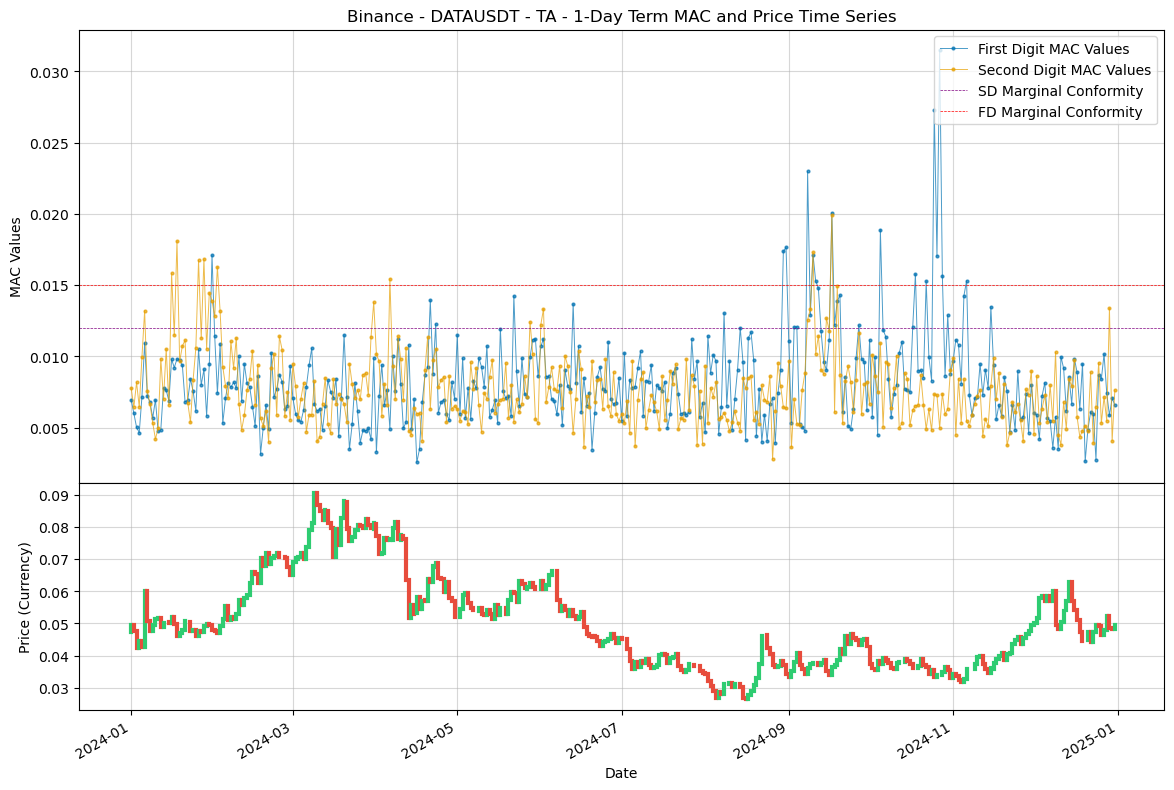 Binance - DATAUSDT - TA - 1-Day Term MAC and Price Time Series
First Digit MAC Values
Second Digit MAC Values
SD Marginal Conformity
FD Marginal Conformity
MAC Values
0.030
0.025
0.020
0.015
0.010
0.005
Price (Currency)
0.09
0.08
0.07
0.06
0.05
0.04
0.03
2024-01
2024-03
2024-05
2024-07
2024-09
2024-11
2025-01
Date